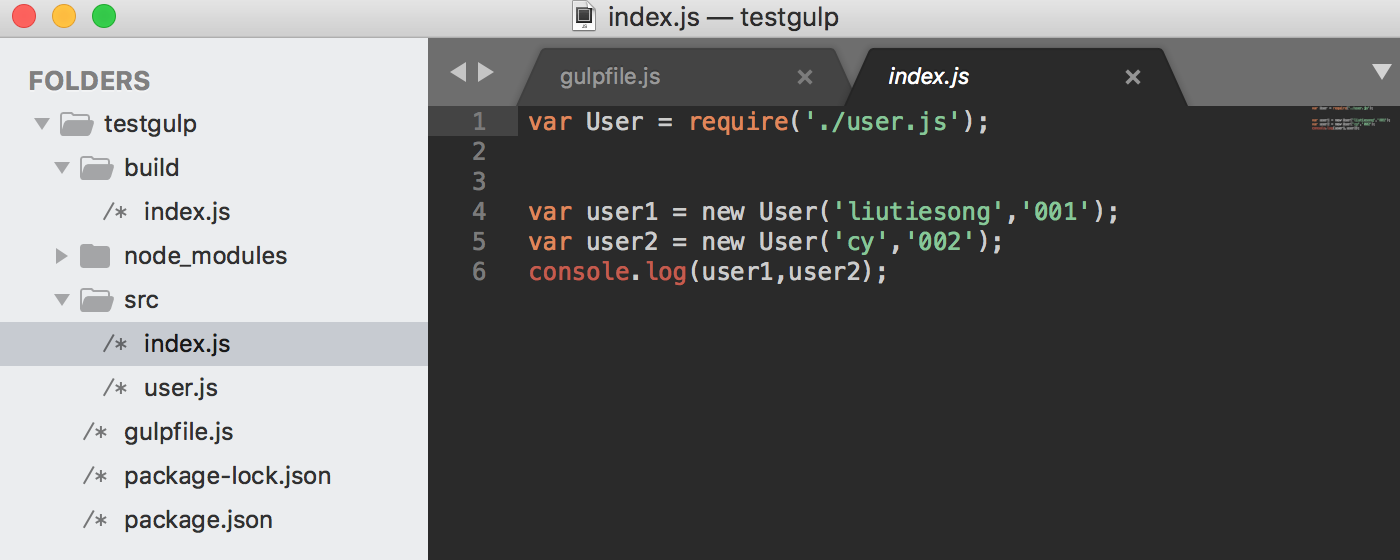 index.js — testgulp
FOLDERS
testgulp
build
/* index.js
node_modules
src
/* index.js
/* user.js
/* gulpfile.js
/* package-lock.json
/* package.json
gulpfile.js
index.js
1 var User = require('./user.js');
2
3
4 var user1 = new User('liutiesong','001');
5 var user2 = new User('cy','002');
6 console.log(user1,user2);